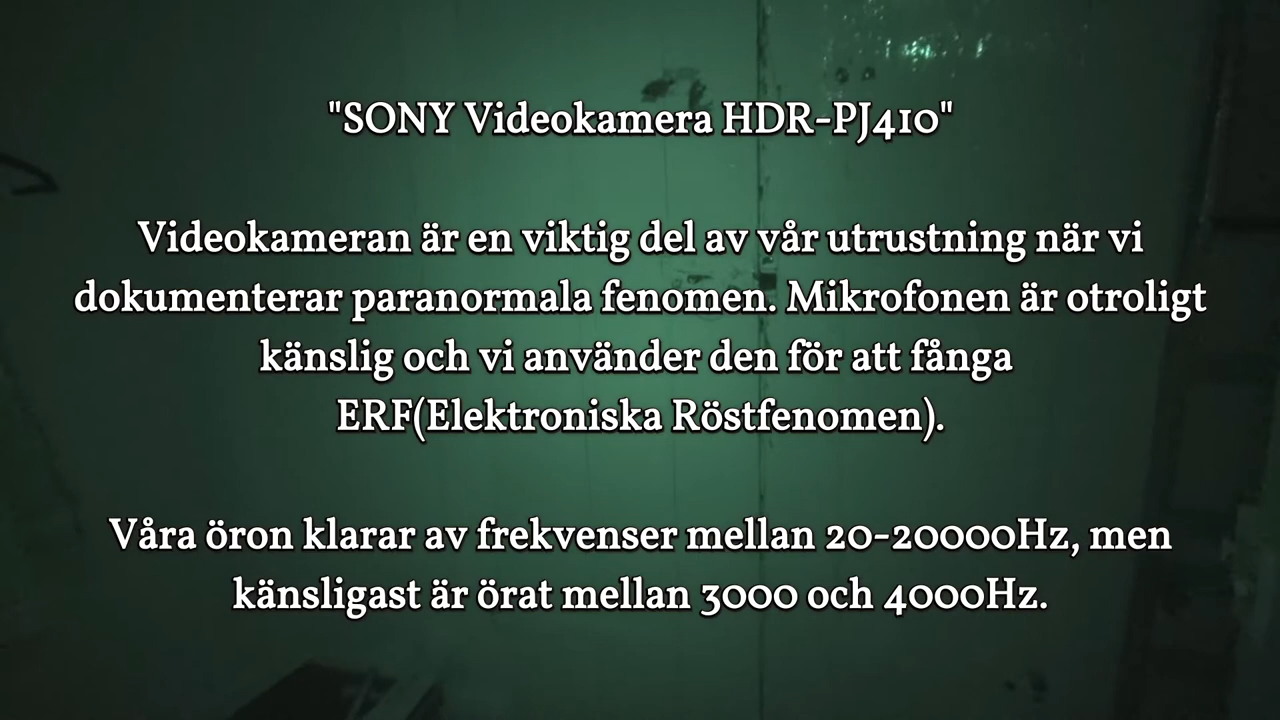 "SONY Videokamera HDR-PJ410"
Videokameran är en viktig del av vår utrustning när vi
dokumenterar paranormala fenomen. Mikrofonen är otroligt
känslig och vi använder den för att fånga
ERF(Elektroniska Röstfenomen).
Våra öron klarar av frekvenser mellan 20-20000Hz, men
känsligast är örat mellan 3000 och 4000Hz.